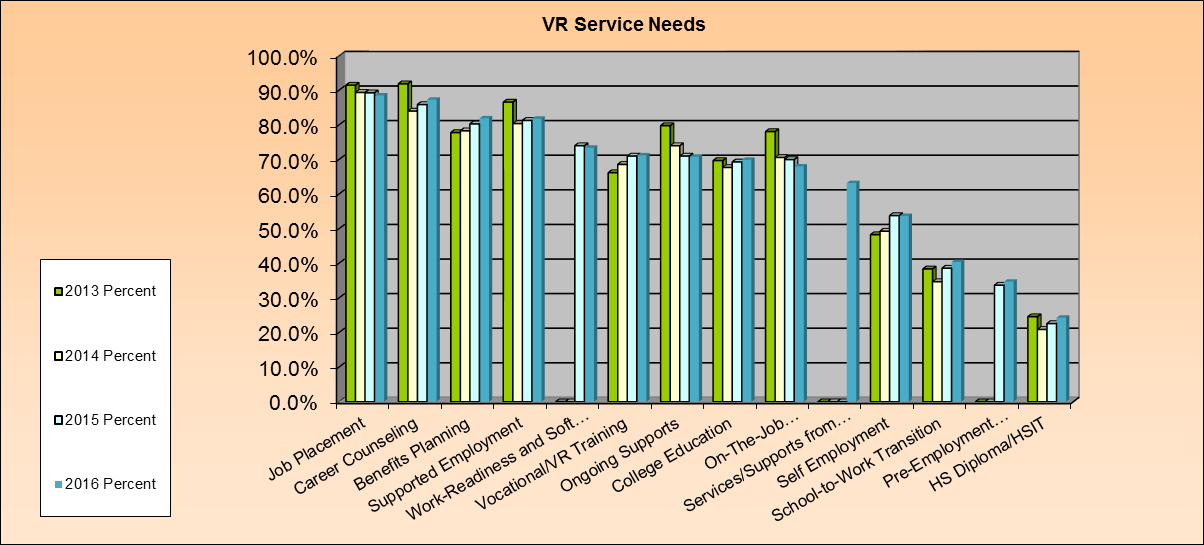 VR Service Needs
100.0%
90.0%
80.0%
70.0%
60.0%
50.0%
40.0%
30.0%
20.0%
10.0%
0.0%
Job Placement
Career Counseling
Benefits Planning
Supported Employment
Work-Readiness and Soft...
Vocational/VR Training
Ongoing Supports
College Education
On-The-Job...
Services/Supports from...
Self Employment
School-to-Work Transition
Pre-Employment...
HS Diploma/HSIT
2013 Percent
2014 Percent
2015 Percent
2016 Percent